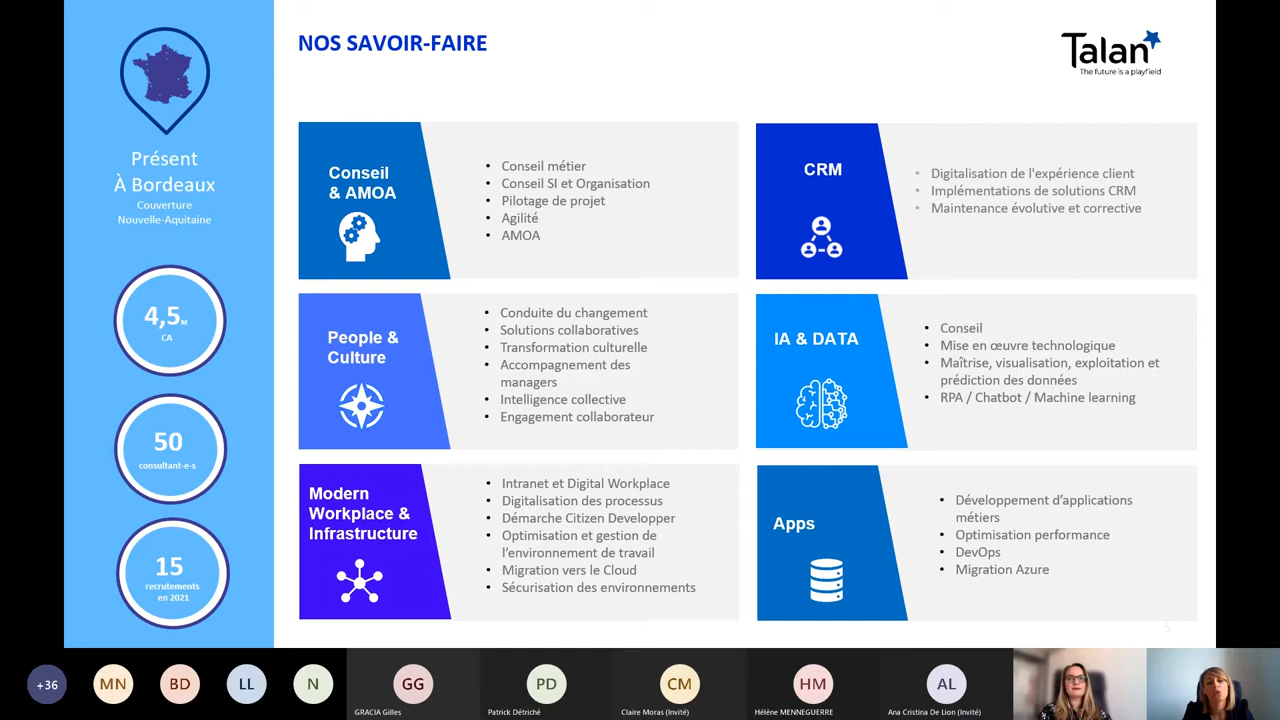 NOS SAVOIR-FAIRE
Talan
The future is a playfield
Présent
À Bordeaux
Couverture
Nouvelle-Aquitaine
4,5M
CA
50
consultant-e-s
15
recrutements
en 2021
Conseil
& AMOA
• Conseil métier
• Conseil SI et Organisation
• Pilotage de projet
• Agilité
• AMOA
CRM
• Digitalisation de l'expérience client
• Implémentations de solutions CRM
• Maintenance évolutive et corrective
People &
Culture
• Conduite du changement
• Solutions collaboratives
• Transformation culturelle
• Accompagnement des
managers
• Intelligence collective
• Engagement collaborateur
IA & DATA
• Conseil
• Mise en œuvre technologique
• Maîtrise, visualisation, exploitation et
prédiction des données
• RPA / Chatbot / Machine learning
Modern
Workplace &
Infrastructure
• Intranet et Digital Workplace
• Digitalisation des processus
• Démarche Citizen Developper
• Optimisation et gestion de
l'environnement de travail
• Migration vers le Cloud
• Sécurisation des environnements
Apps
• Développement d'applications
métiers
• Optimisation performance
• DevOps
• Migration Azure
5
+36
MN
BD
LL
N
GG
GRACIA Gilles
PD
Patrick Détriché
CM
Claire Moras (Invité)
HM
Hélène MENNEGUERRE
AL
Ana Cristina De Lion (Invité)